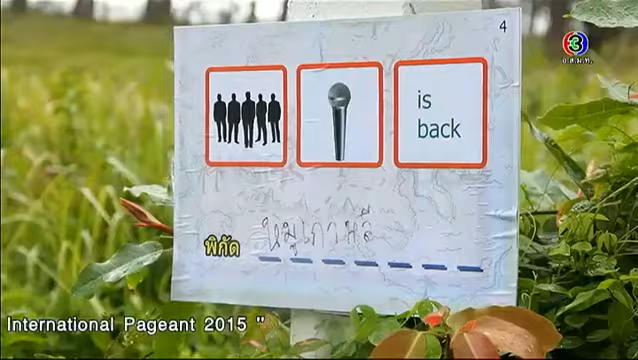 4
3
อ.ส.ม.ท.
is
back
พิกัด หมูเกาหลี
International Pageant 2015 "